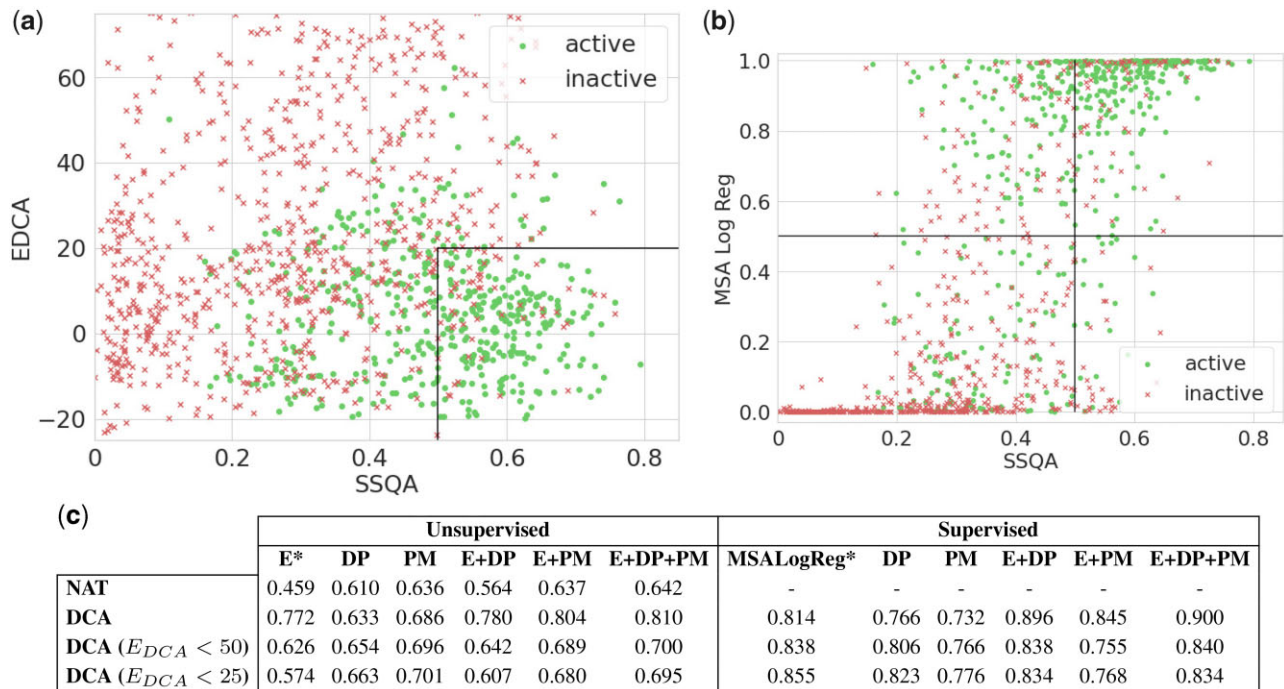 (a)
active
inactive
60
40
20
0
−20
EDCA
0
0.2
0.4
0.6
0.8
SSQA
(b)
1.0
0.8
0.6
0.4
0.2
0.0
MSA Log Reg
active
inactive
0
0.2
0.4
0.6
0.8
SSQA
(c)
Unsupervised Supervised
E* DP PM E+DP E+PM E+DP+PM MSALogReg* DP PM E+DP E+PM E+DP+PM
NAT 0.459 0.610 0.636 0.564 0.637 0.642 - - - - - -
DCA 0.772 0.633 0.686 0.780 0.804 0.810 0.814 0.766 0.732 0.896 0.845 0.900
DCA (E_DCA < 50) 0.626 0.654 0.696 0.642 0.689 0.700 0.838 0.806 0.766 0.838 0.755 0.840
DCA (E_DCA < 25) 0.574 0.663 0.701 0.607 0.680 0.695 0.855 0.823 0.776 0.834 0.768 0.834